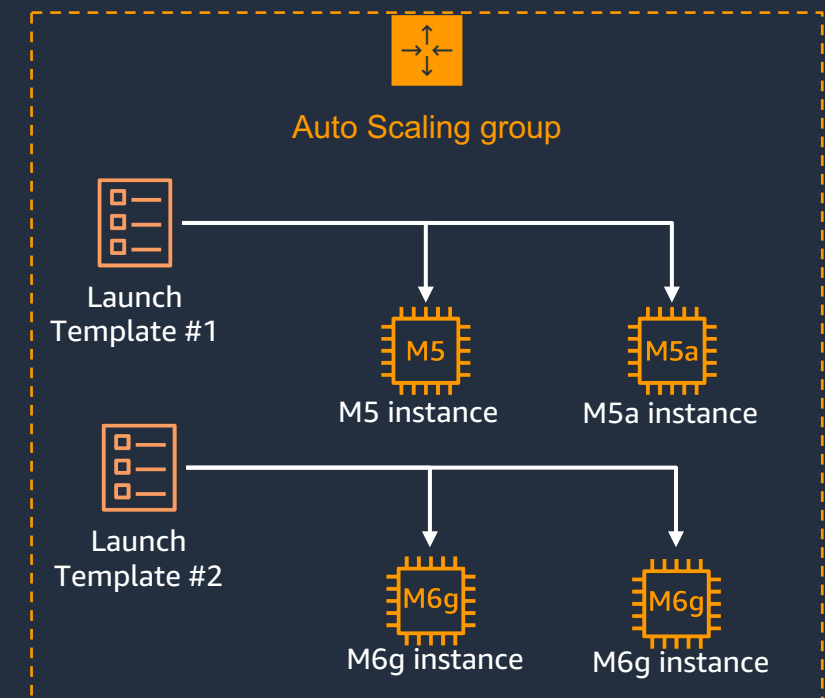 Auto Scaling group
Launch
Template #1
M5
M5a
M5 instance
M5a instance
Launch
Template #2
M6g
M6g
M6g instance
M6g instance